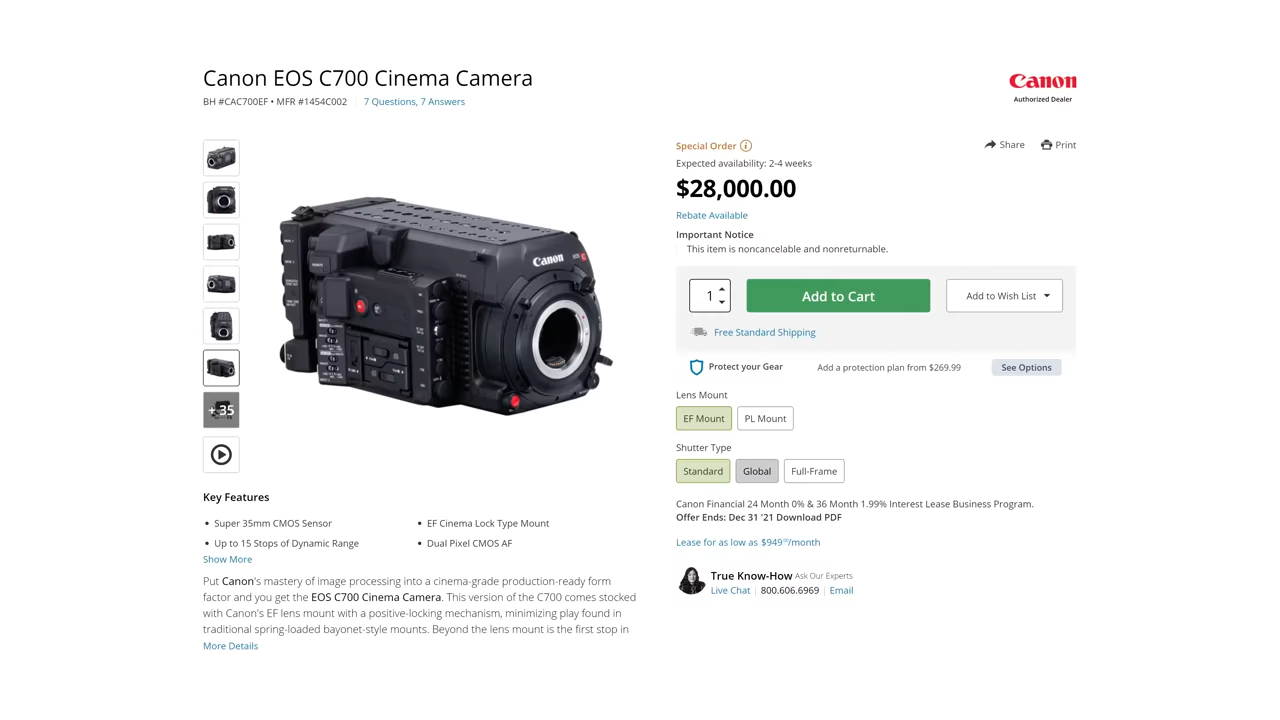 Canon EOS C700 Cinema Camera
BH #CAC700EF • MFR #1454C002 7 Questions, 7 Answers
Canon
Authorized Dealer
Special Order
Share Print
Expected availability: 2-4 weeks
$28,000.00
Rebate Available
Important Notice
This item is noncancelable and nonreturnable.
1 Add to Cart Add to Wish List
Free Standard Shipping
Protect your Gear Add a protection plan from $269.99 See Options
Lens Mount
EF Mount PL Mount
Shutter Type
Standard Global Full-Frame
Canon Financial 24 Month 0% & 36 Month 1.99% Interest Lease Business Program.
Offer Ends: Dec 31 '21 Download PDF
Lease for as low as $949⁰⁰/month
True Know-How Ask Our Experts
Live Chat 800.606.6969 Email
Canon
+ 35
Key Features
• Super 35mm CMOS Sensor
• EF Cinema Lock Type Mount
• Up to 15 Stops of Dynamic Range
• Dual Pixel CMOS AF
Show More
Put Canon's mastery of image processing into a cinema-grade production-ready form
factor and you get the EOS C700 Cinema Camera. This version of the C700 comes stocked
with Canon's EF lens mount with a positive-locking mechanism, minimizing play found in
traditional spring-loaded bayonet-style mounts. Beyond the lens mount is the first stop in
More Details